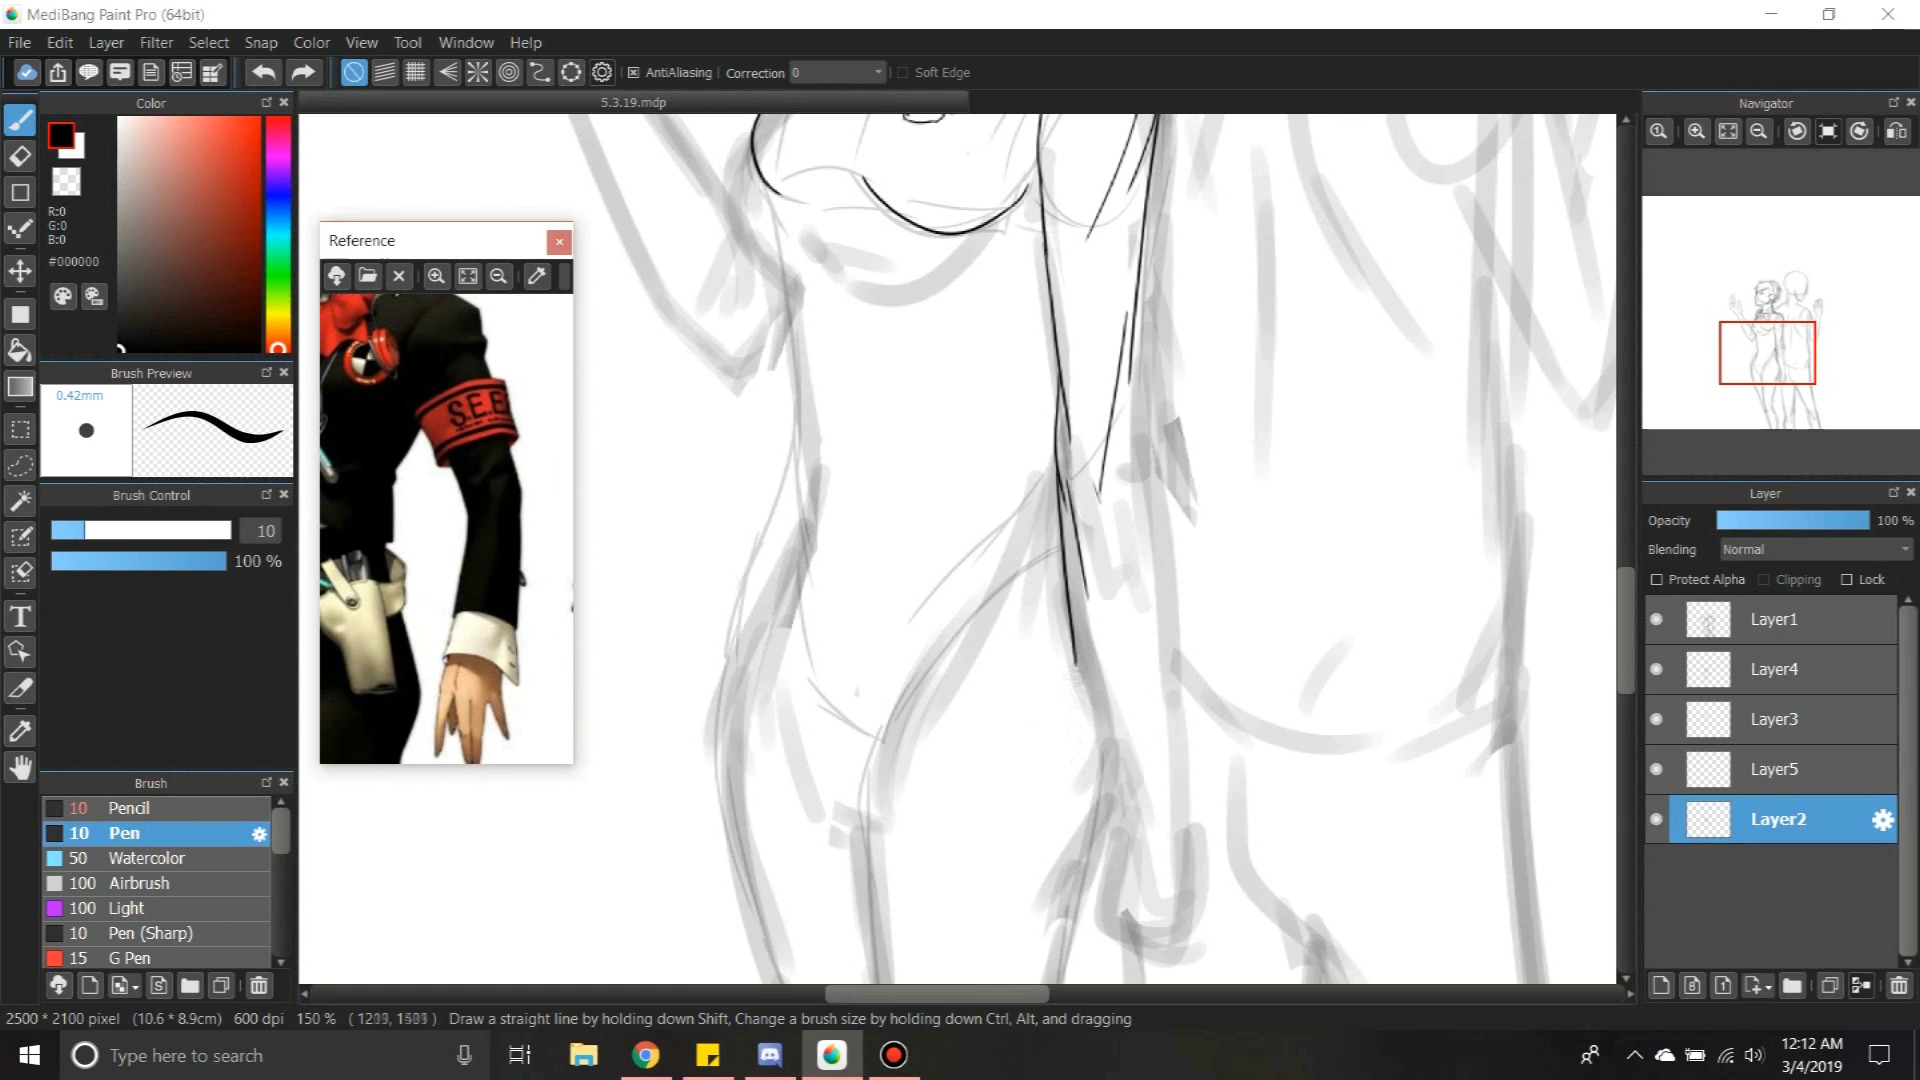 MediBang Paint Pro (64bit)
File Edit Layer Filter Select Snap Color View Tool Window Help
AntiAliasing Correction 0 Soft Edge
Color
5.3.19.mdp
Navigator
R:0
G:0
B:0
#000000
Reference
S.E.E
Brush Preview
0.42mm
Brush Control
10
100 %
Brush
10 Pencil
10 Pen
50 Watercolor
100 Airbrush
100 Light
10 Pen (Sharp)
15 G Pen
Layer
Opacity 100 %
Blending Normal
Protect Alpha Clipping Lock
Layer1
Layer4
Layer3
Layer5
Layer2
2500 * 2100 pixel (10.6 * 8.9cm) 600 dpi 150 % Draw a straight line by holding down Shift, Change a brush size by holding down Ctrl, Alt, and dragging
Type here to search
12:12 AM
3/4/2019